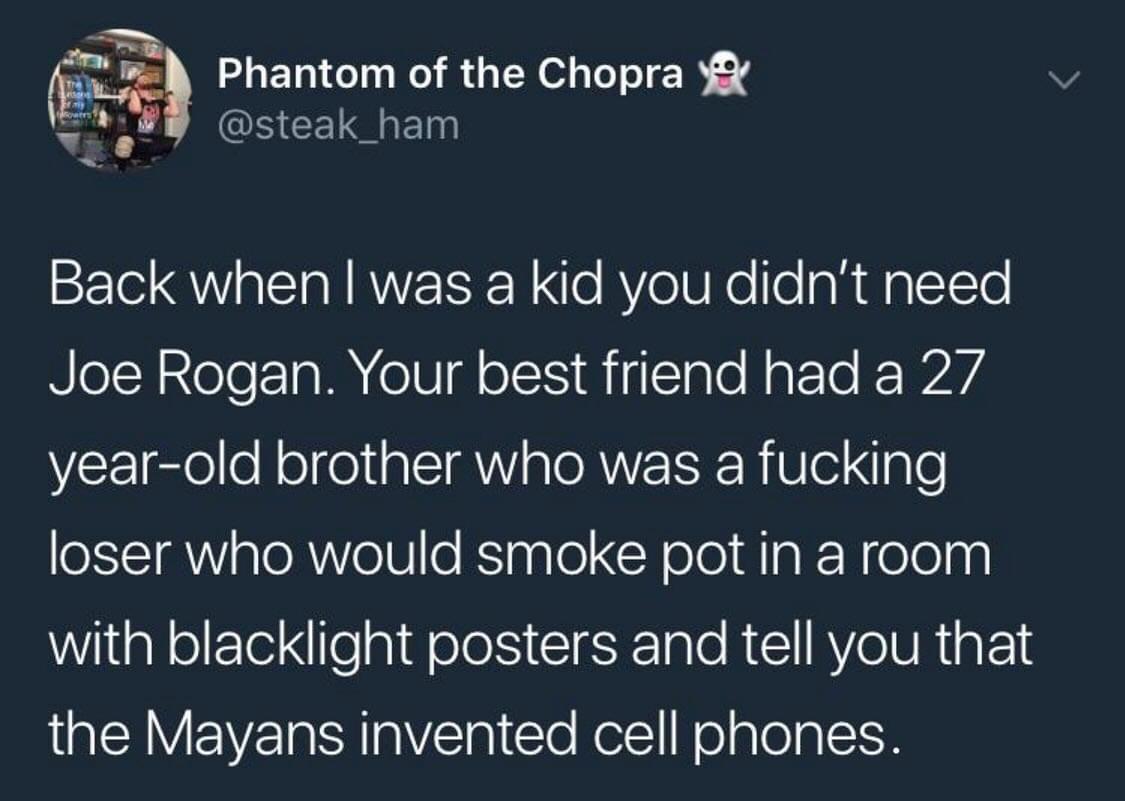 Phantom of the Chopra 👻
@steak_ham
Back when I was a kid you didn't need
Joe Rogan. Your best friend had a 27
year-old brother who was a fucking
loser who would smoke pot in a room
with blacklight posters and tell you that
the Mayans invented cell phones.